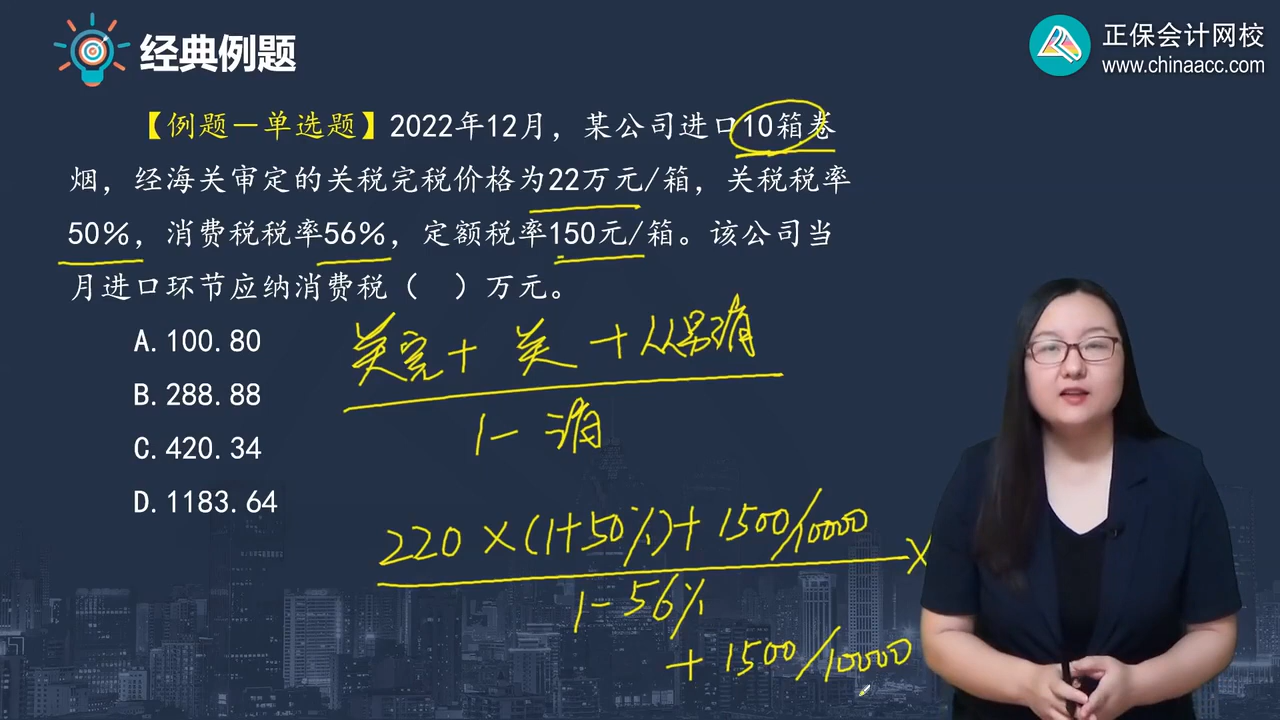 经典例题
正保会计网校
www.chinaacc.com
【例题－单选题】2022年12月，某公司进口10箱卷
烟，经海关审定的关税完税价格为22万元/箱，关税税率
50%，消费税税率56%，定额税率150元/箱。该公司当
月进口环节应纳消费税（ ）万元。
A.100.80
B.288.88
C.420.34
D.1183.64
关完+关+从量消
1-消
220×(1+50%)+1500/10000
×
1-56%
+1500/10000